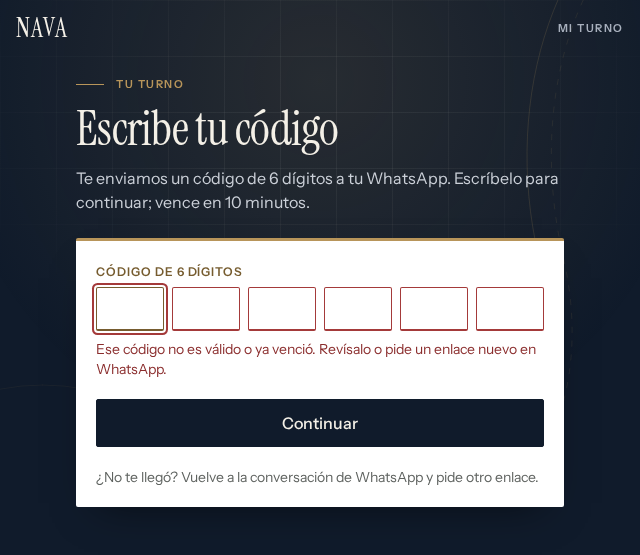 NAVA
MI TURNO
TU TURNO
Escribe tu código
Te enviamos un código de 6 dígitos a tu WhatsApp. Escríbelo para
continuar; vence en 10 minutos.
CÓDIGO DE 6 DÍGITOS
Ese código no es válido o ya venció. Revísalo o pide un enlace nuevo en
WhatsApp.
Continuar
¿No te llegó? Vuelve a la conversación de WhatsApp y pide otro enlace.